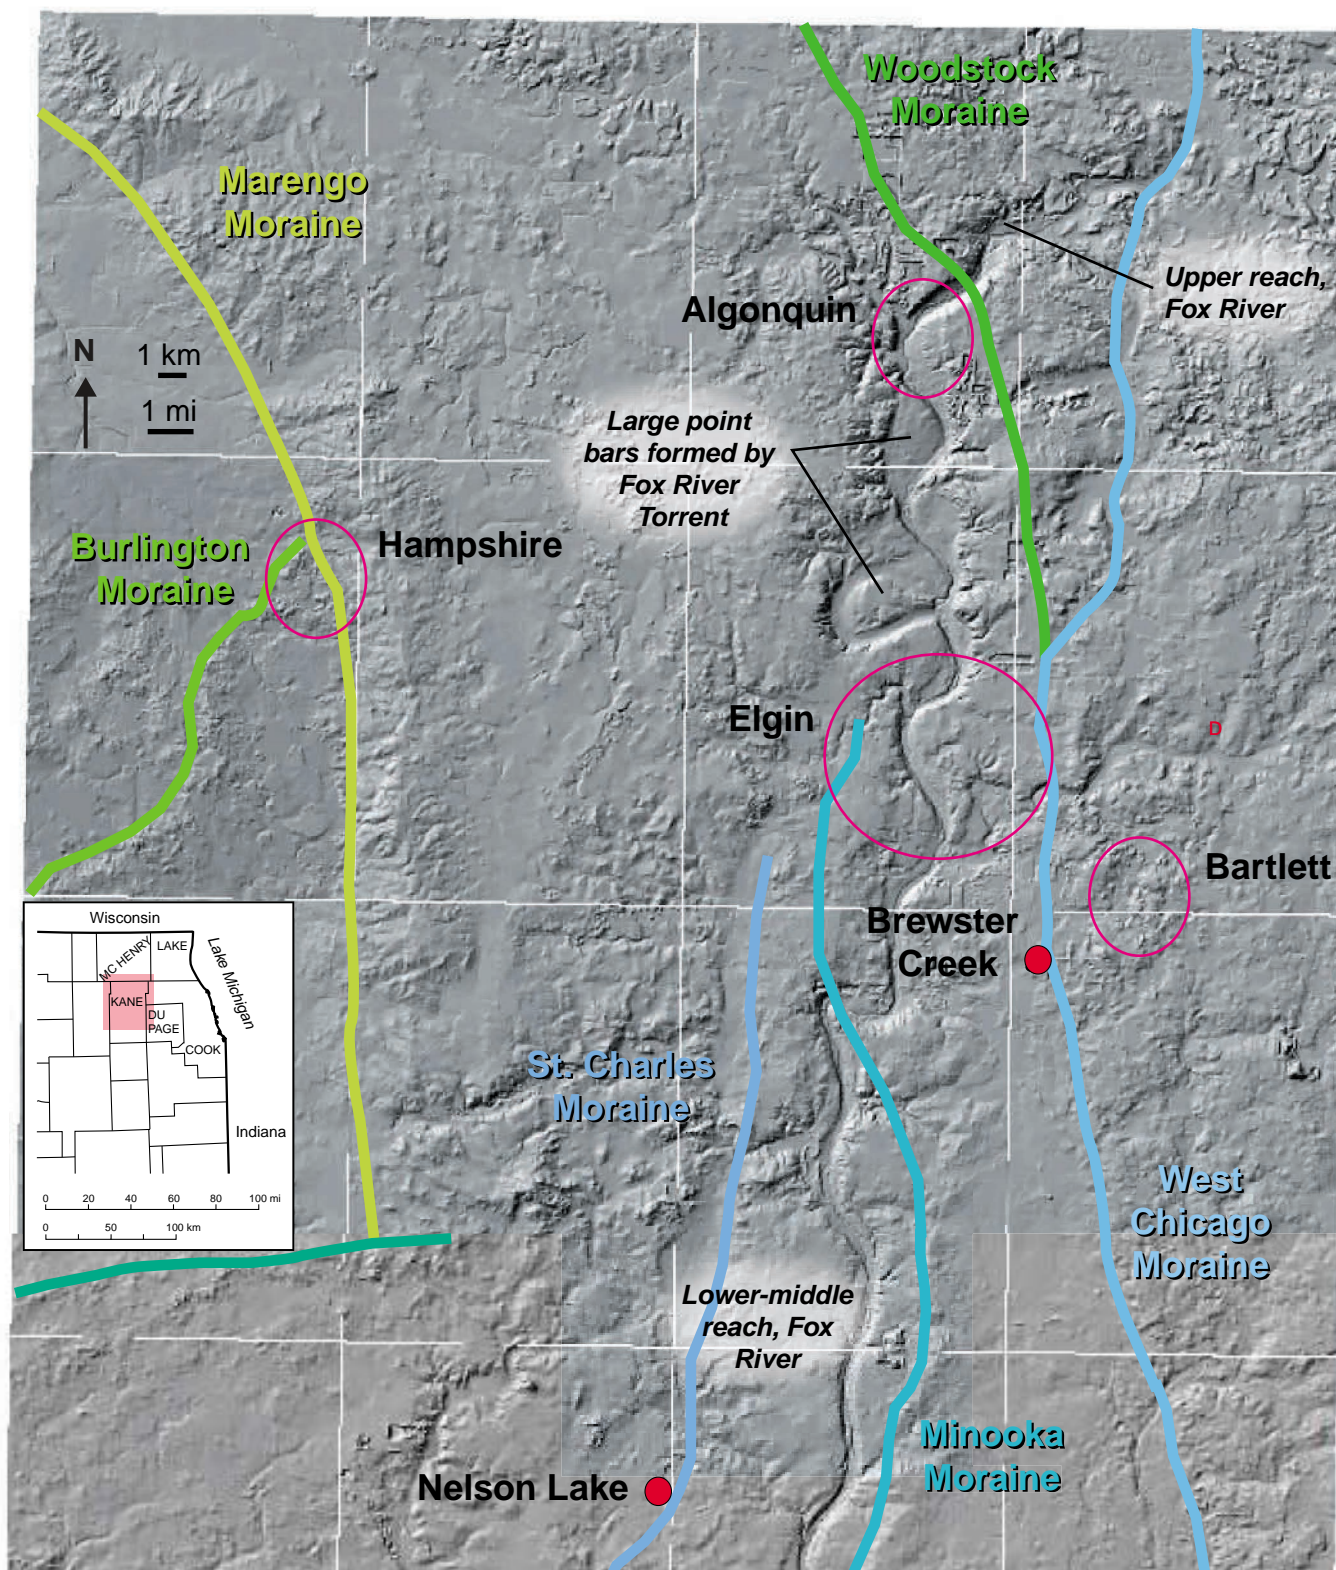 Woodstock
Moraine
Marengo
Moraine
Upper reach,
Fox River
Algonquin
N
1 km
1 mi
Large point
bars formed by
Fox River
Torrent
Burlington
Moraine
Hampshire
Elgin
D
Bartlett
Brewster
Creek
Wisconsin
MC HENRY
LAKE
Lake Michigan
KANE
DU
PAGE
COOK
Indiana
0 20 40 60 80 100 mi
0 50 100 km
St. Charles
Moraine
West
Chicago
Moraine
Lower-middle
reach, Fox
River
Minooka
Moraine
Nelson Lake